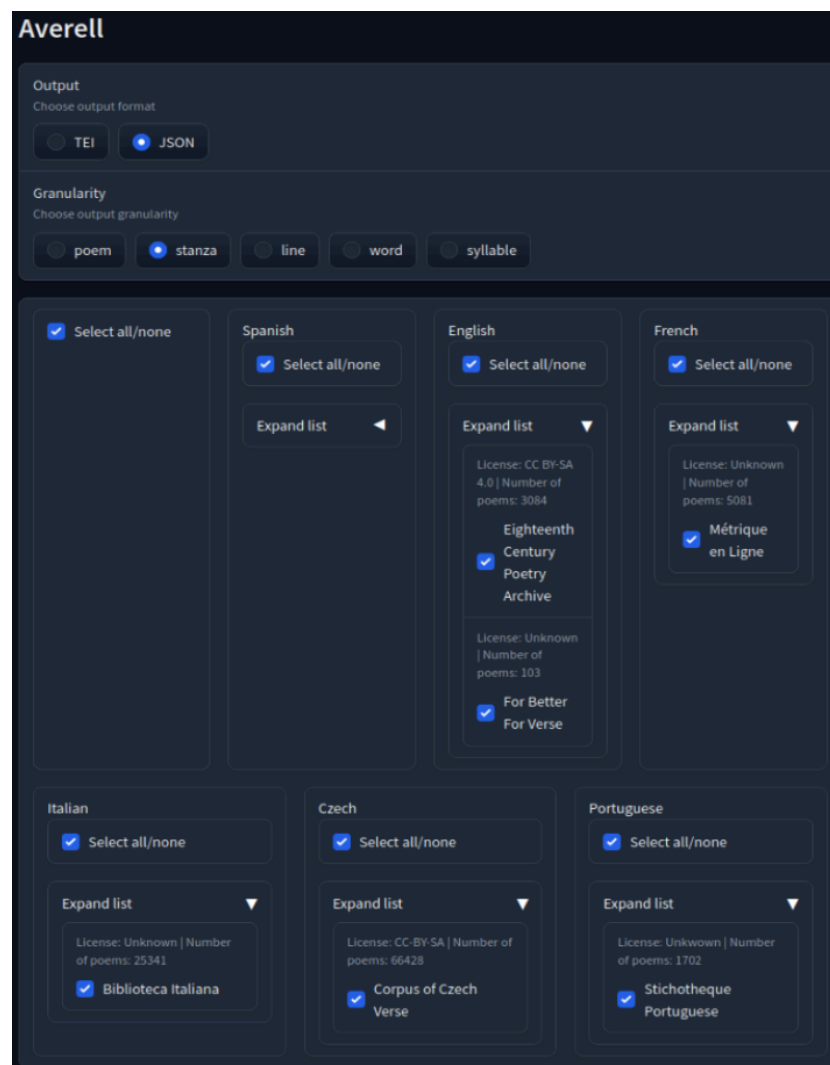 Averell
Output
Choose output format
TEI
JSON
Granularity
Choose output granularity
poem
stanza
line
word
syllable
Select all/none
Spanish
Select all/none
Expand list
English
Select all/none
Expand list
License: CC BY-SA
4.0 | Number of
poems: 3084
Eighteenth
Century
Poetry
Archive
License: Unknown
| Number of
poems: 103
For Better
For Verse
French
Select all/none
Expand list
License: Unknown
| Number of
poems: 5081
Métrique
en Ligne
Italian
Select all/none
Expand list
License: Unknown | Number
of poems: 25341
Biblioteca Italiana
Czech
Select all/none
Expand list
License: CC-BY-SA | Number of
poems: 66428
Corpus of Czech
Verse
Portuguese
Select all/none
Expand list
License: Unkwown | Number
of poems: 1702
Stichotheque
Portuguese